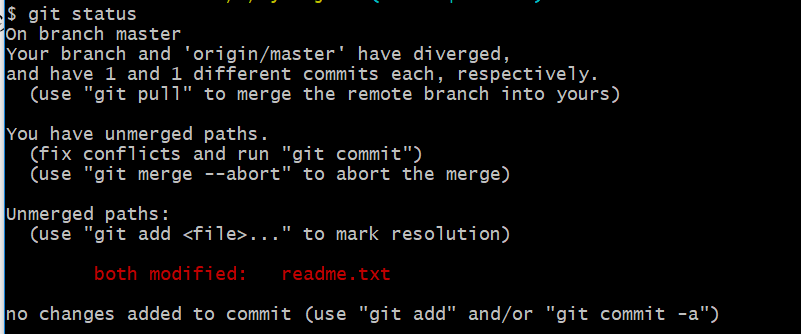 $ git status
On branch master
Your branch and 'origin/master' have diverged,
and have 1 and 1 different commits each, respectively.
  (use "git pull" to merge the remote branch into yours)

You have unmerged paths.
  (fix conflicts and run "git commit")
  (use "git merge --abort" to abort the merge)

Unmerged paths:
  (use "git add <file>..." to mark resolution)

        both modified:   readme.txt

no changes added to commit (use "git add" and/or "git commit -a")